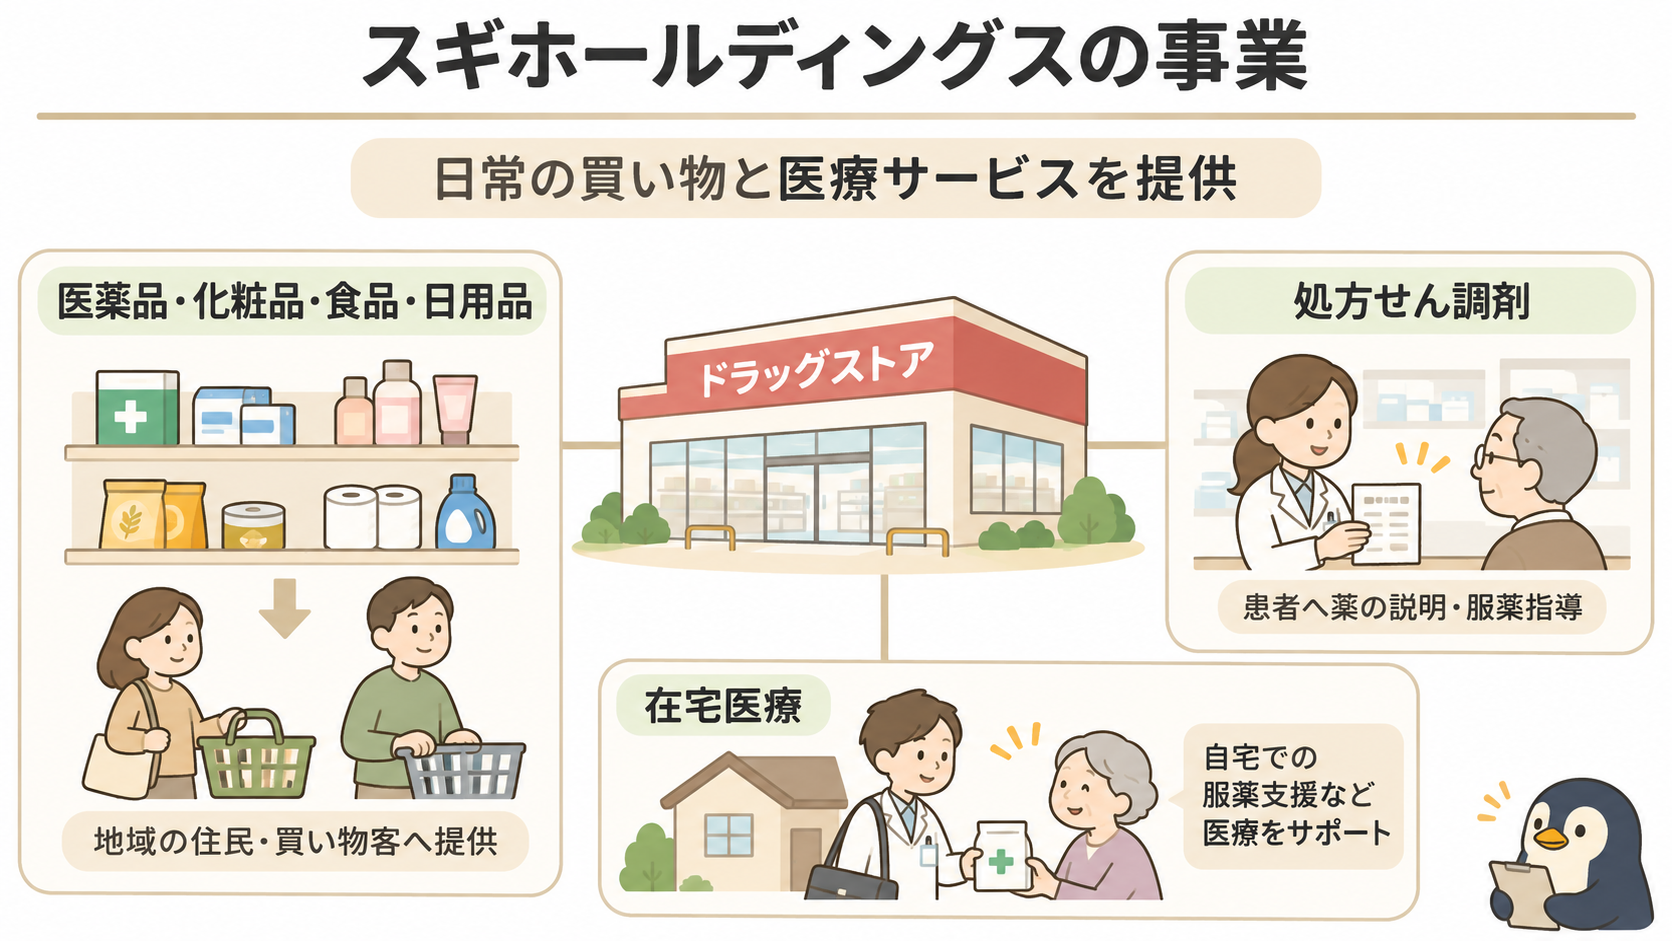 スギホールディングスの事業
日常の買い物と医療サービスを提供
医薬品・化粧品・食品・日用品
地域の住民・買い物客へ提供
ドラッグストア
処方せん調剤
患者へ薬の説明・服薬指導
在宅医療
自宅での
服薬支援など
医療をサポート